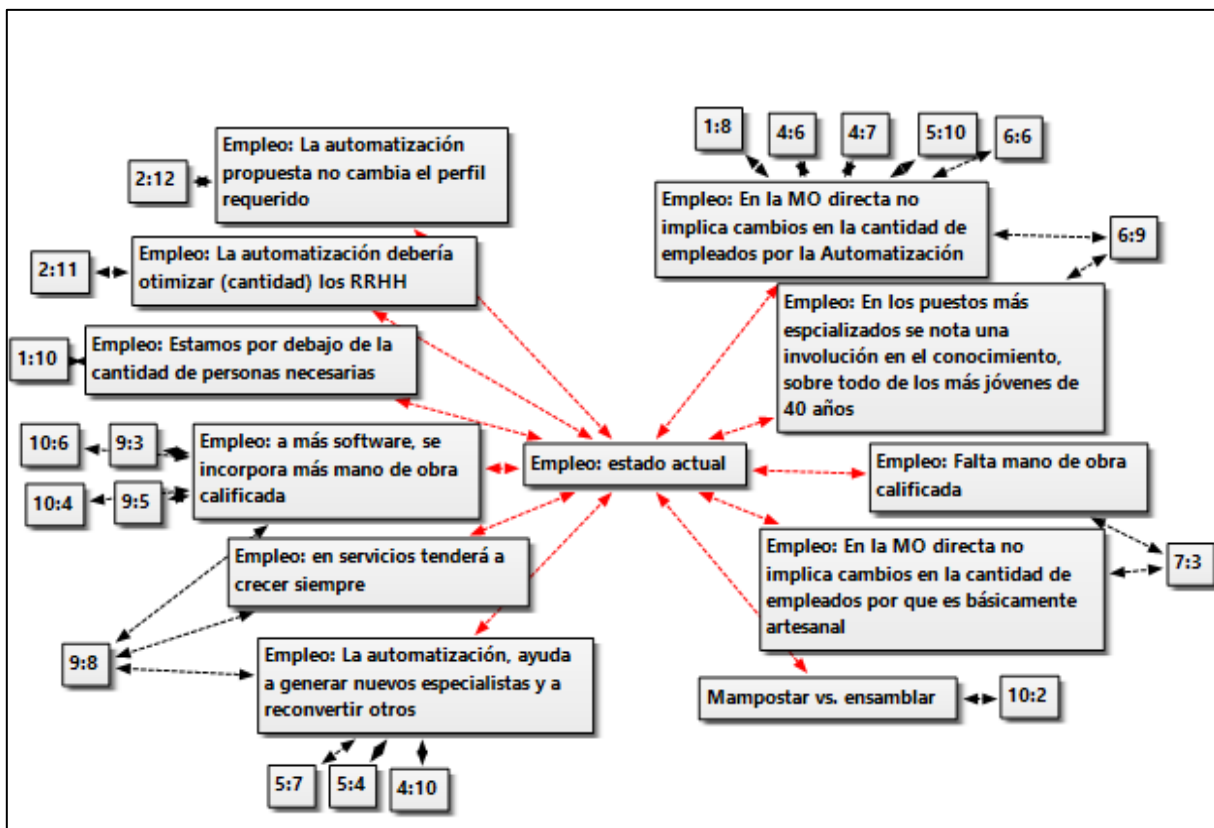 Empleo: La automatización
propuesta no cambia el perfil
requerido
2:12
Empleo: La automatización debería
otimizar (cantidad) los RRHH
2:11
Empleo: Estamos por debajo de la
cantidad de personas necesarias
1:10
10:6
9:3
10:4
9:5
Empleo: a más software, se
incorpora más mano de obra
calificada
Empleo: en servicios tenderá a
crecer siempre
9:8
Empleo: La automatización, ayuda
a generar nuevos especialistas y a
reconvertir otros
5:7
5:4
4:10
Empleo: estado actual
1:8
4:6
4:7
5:10
6:6
Empleo: En la MO directa no
implica cambios en la cantidad de
empleados por la Automatización
6:9
Empleo: En los puestos más
espcializados se nota una
involución en el conocimiento,
sobre todo de los más jóvenes de
40 años
Empleo: Falta mano de obra
calificada
Empleo: En la MO directa no
implica cambios en la cantidad de
empleados por que es básicamente
artesanal
7:3
Mampostar vs. ensamblar
10:2